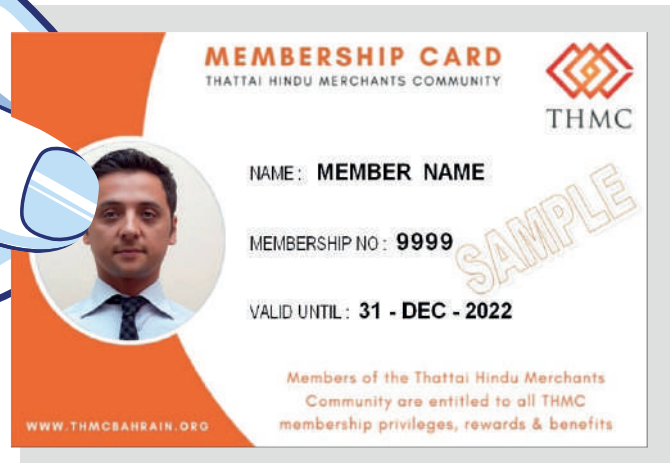 MEMBERSHIP CARD
THATTAI HINDU MERCHANTS COMMUNITY
THMC
NAME : MEMBER NAME
MEMBERSHIP NO : 9999
SAMPLE
VALID UNTIL : 31 - DEC - 2022
Members of the Thattai Hindu Merchants
Community are entitled to all THMC
membership privileges, rewards & benefits
WWW.THMCBAHRAIN.ORG